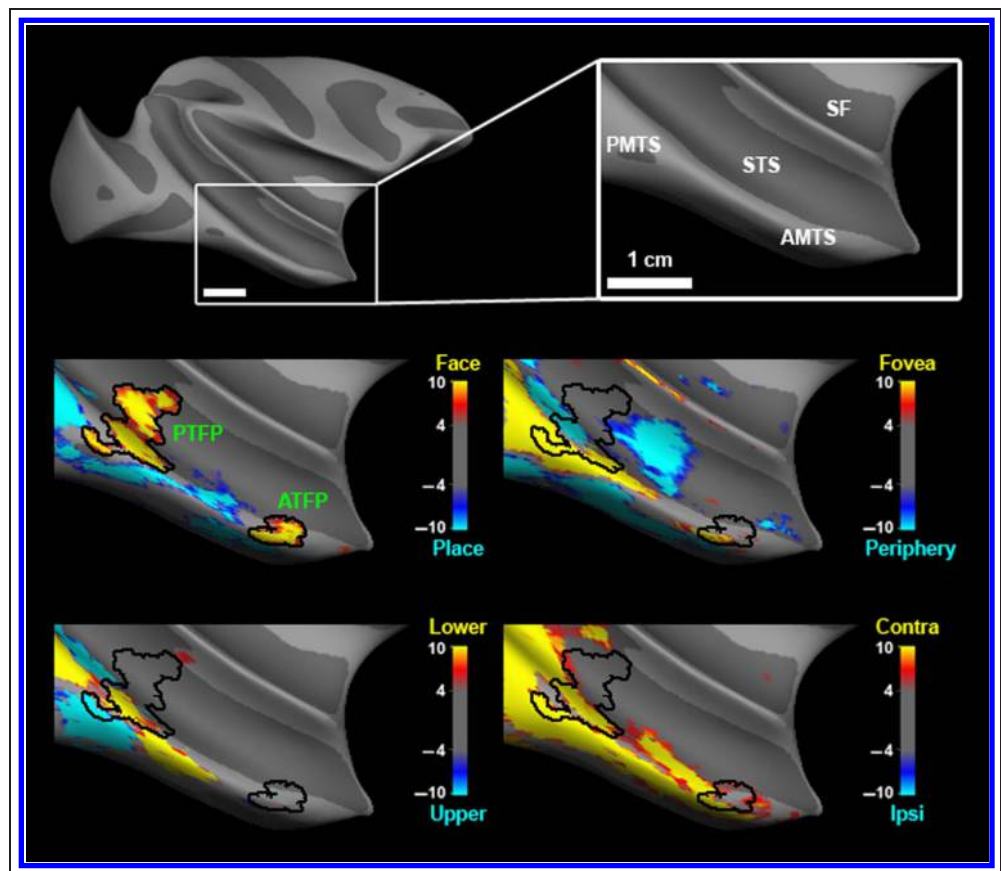 SF
PMTS
STS
AMTS
1 cm
Face
10
4
PTFP
−4
ATFP
−10
Place
Fovea
10
4
−4
−10
Periphery
Lower
10
4
−4
−10
Upper
Contra
10
4
−4
−10
Ipsi